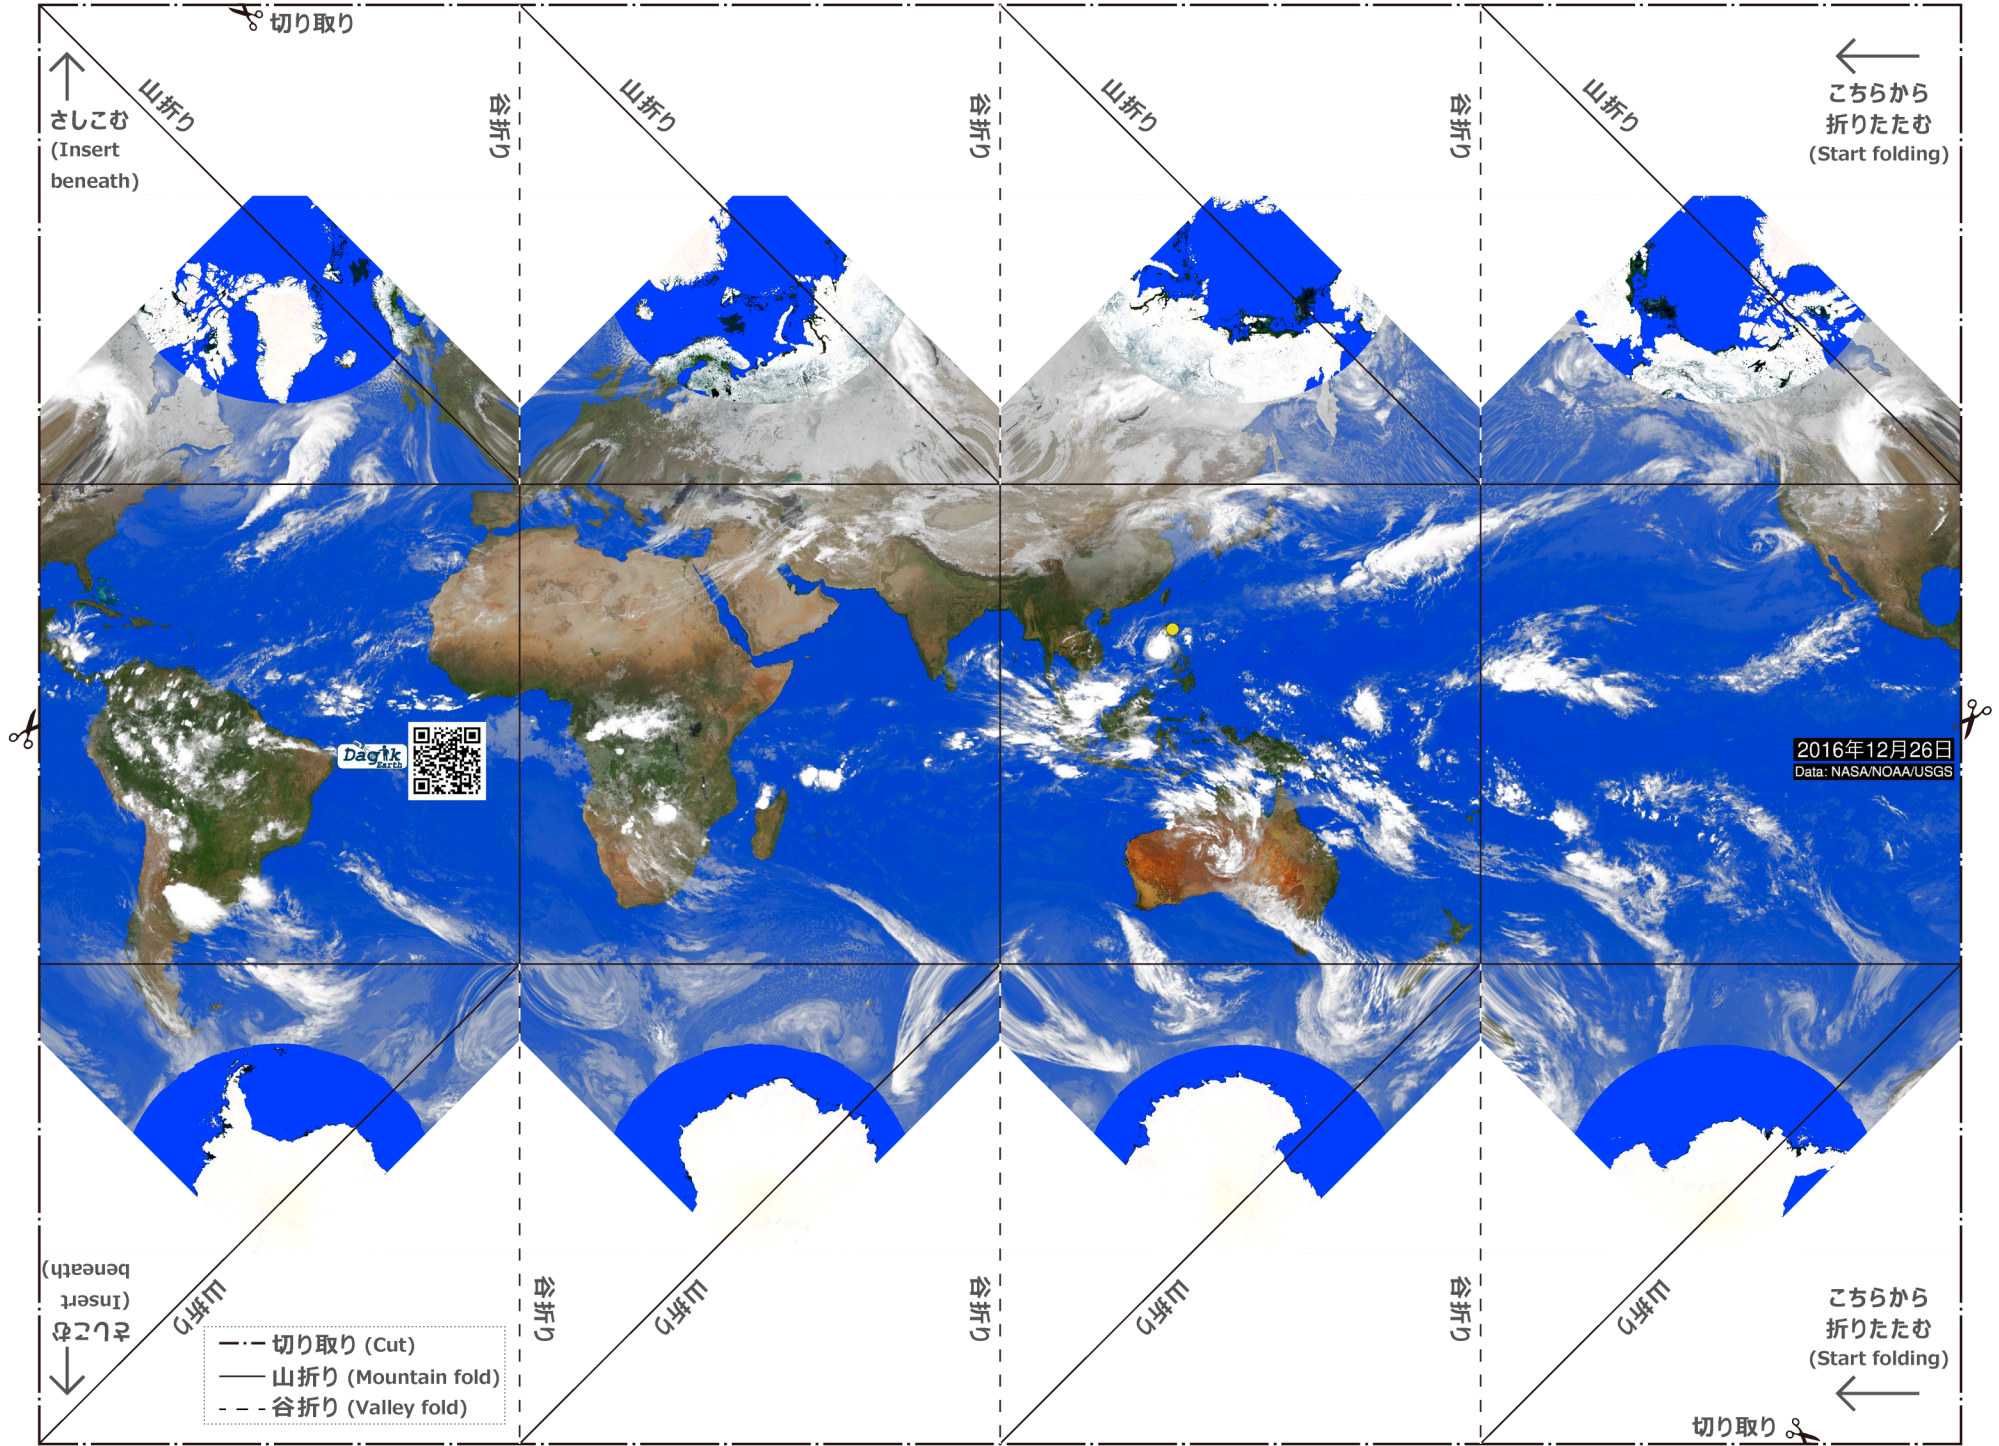 切り取り
さしこむ
(Insert
beneath)
山折り
谷折り
山折り
谷折り
山折り
谷折り
山折り
こちらから
折りたたむ
(Start folding)
Dagik
Earth
2016年12月26日
Data: NASA/NOAA/USGS
さしこむ
(Insert
beneath)
山折り
谷折り
山折り
谷折り
山折り
谷折り
山折り
こちらから
折りたたむ
(Start folding)
切り取り (Cut)
山折り (Mountain fold)
谷折り (Valley fold)
切り取り